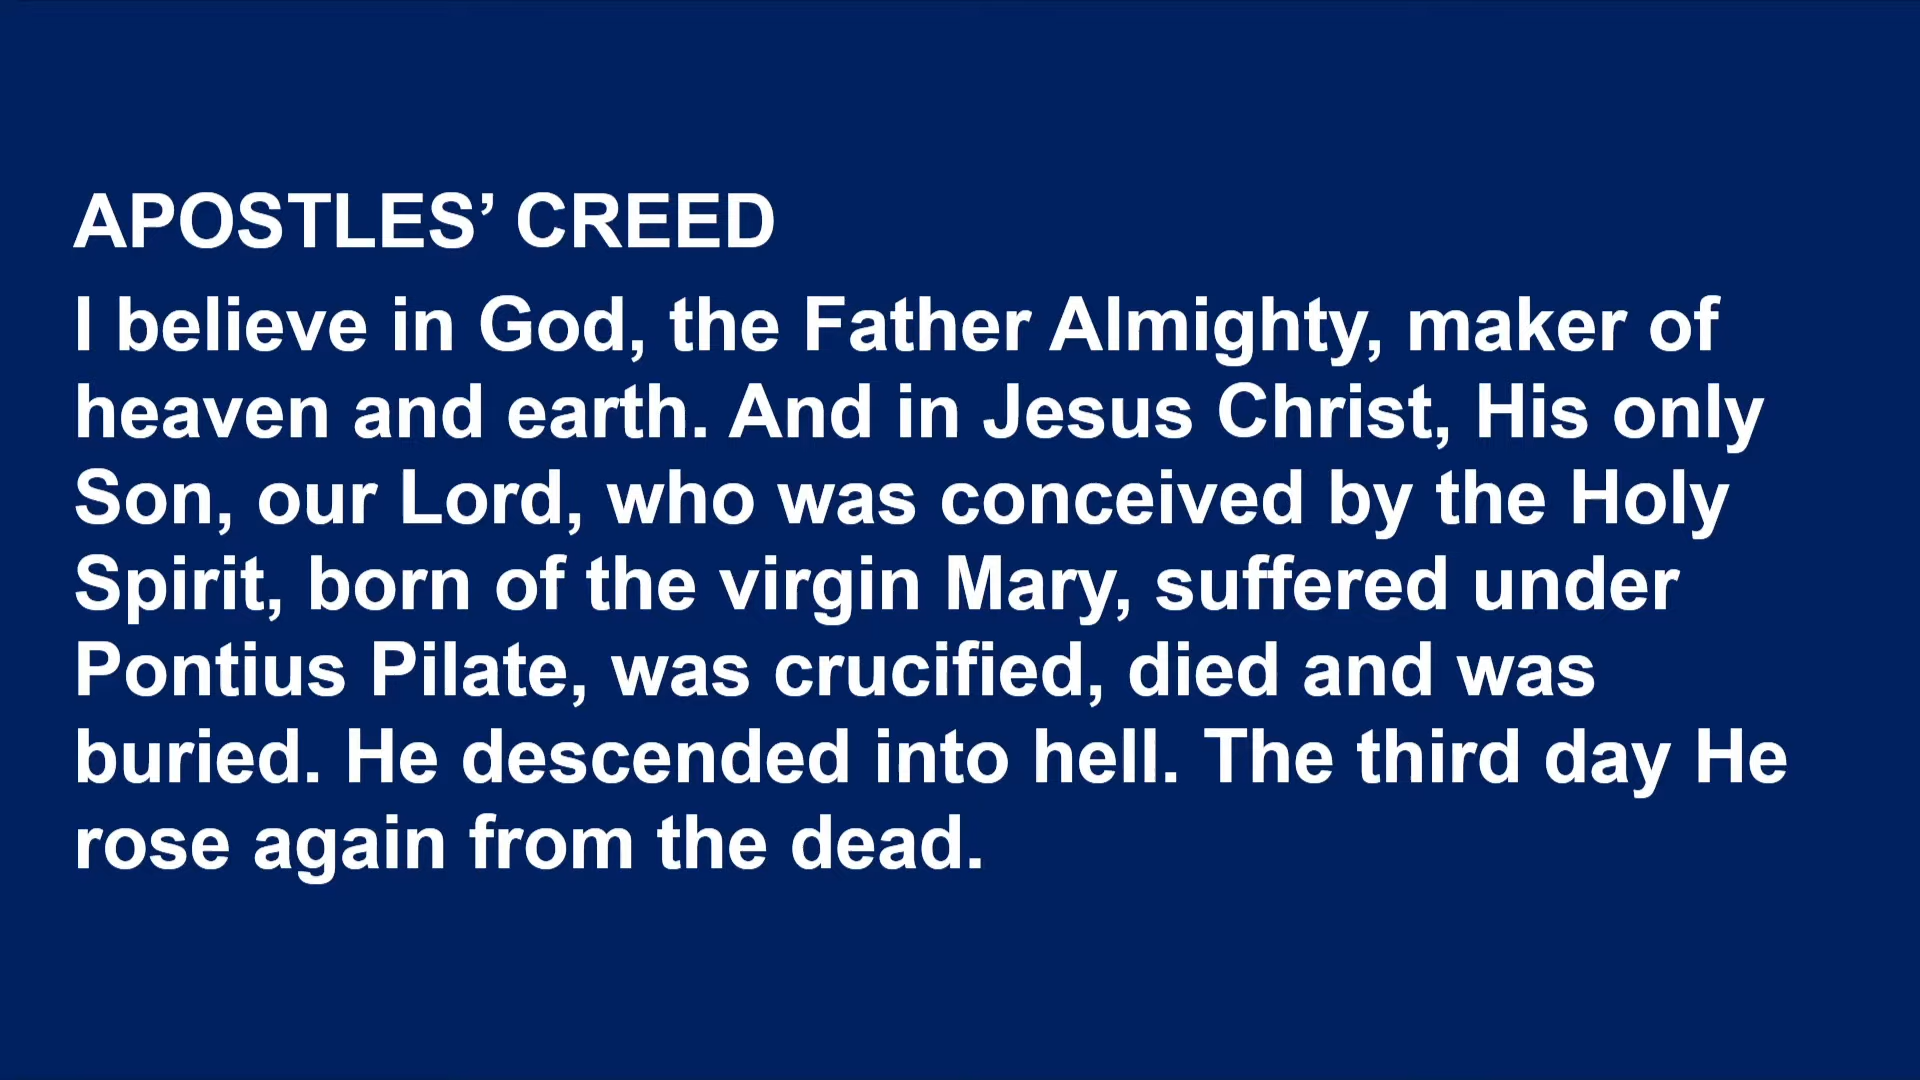 APOSTLES’ CREED
I believe in God, the Father Almighty, maker of
heaven and earth. And in Jesus Christ, His only
Son, our Lord, who was conceived by the Holy
Spirit, born of the virgin Mary, suffered under
Pontius Pilate, was crucified, died and was
buried. He descended into hell. The third day He
rose again from the dead.